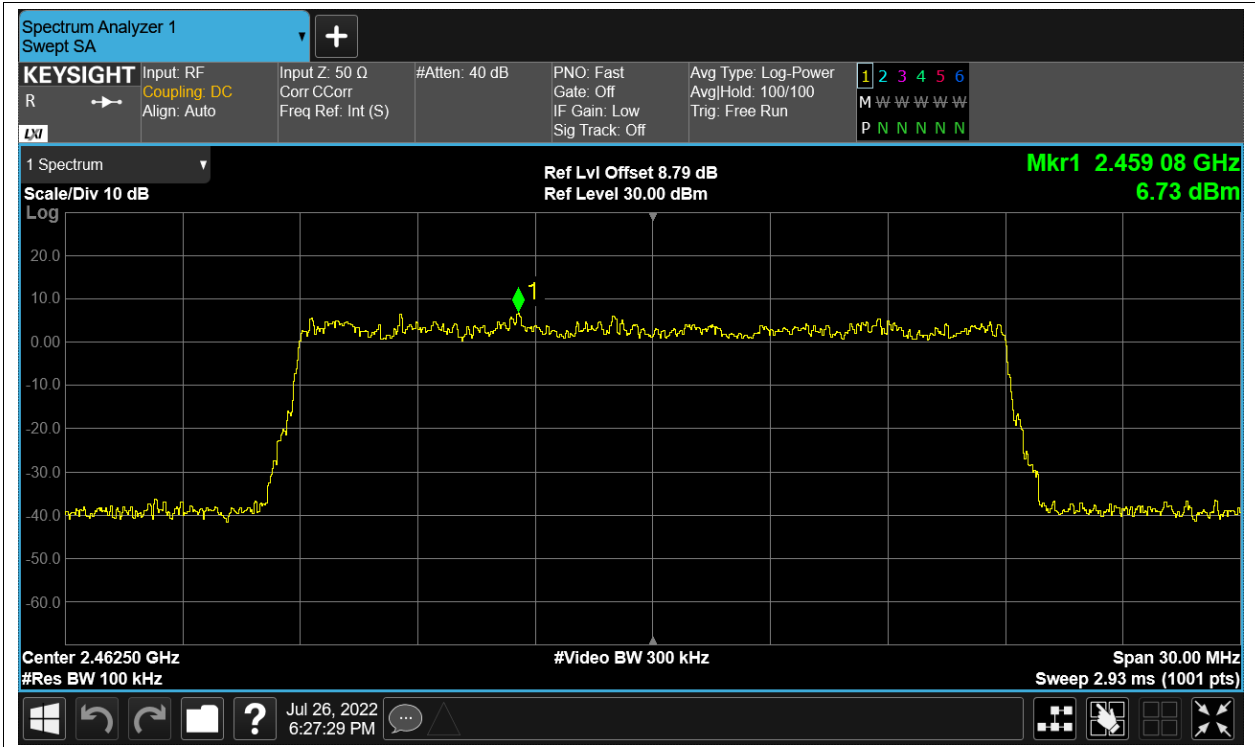 Spectrum Analyzer 1
Swept SA
+
KEYSIGHT Input: RF Input Z: 50 Ω #Atten: 40 dB PNO: Fast Avg Type: Log-Power 1 2 3 4 5 6
R Coupling: DC Corr CCorr Gate: Off Avg|Hold: 100/100 M W W W W W
Align: Auto Freq Ref: Int (S) IF Gain: Low Trig: Free Run
LXI Sig Track: Off P N N N N N
1 Spectrum Ref Lvl Offset 8.79 dB Mkr1 2.459 08 GHz
Scale/Div 10 dB Ref Level 30.00 dBm 6.73 dBm
Log
20.0
10.0
1
0.00
-10.0
-20.0
-30.0
-40.0
-50.0
-60.0
Center 2.46250 GHz #Video BW 300 kHz Span 30.00 MHz
#Res BW 100 kHz Sweep 2.93 ms (1001 pts)
? Jul 26, 2022
6:27:29 PM